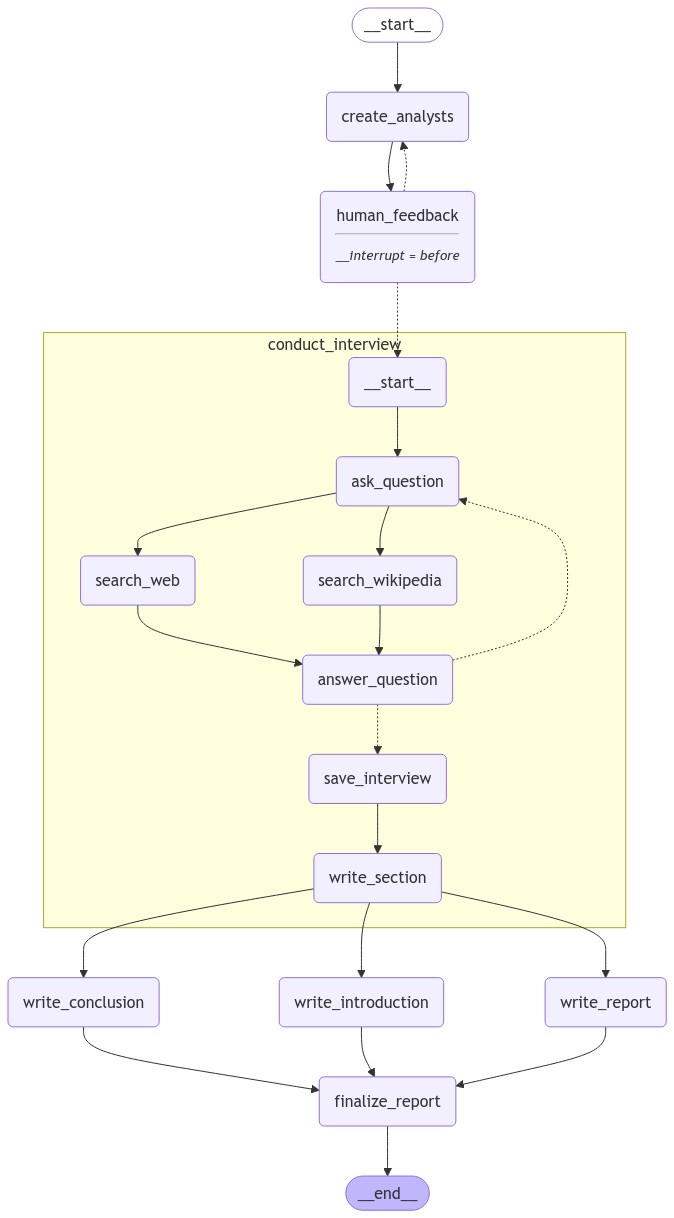 __start__
create_analysts
human_feedback
__interrupt = before
conduct_interview
__start__
ask_question
search_web
search_wikipedia
answer_question
save_interview
write_section
write_conclusion
write_introduction
write_report
finalize_report
__end__